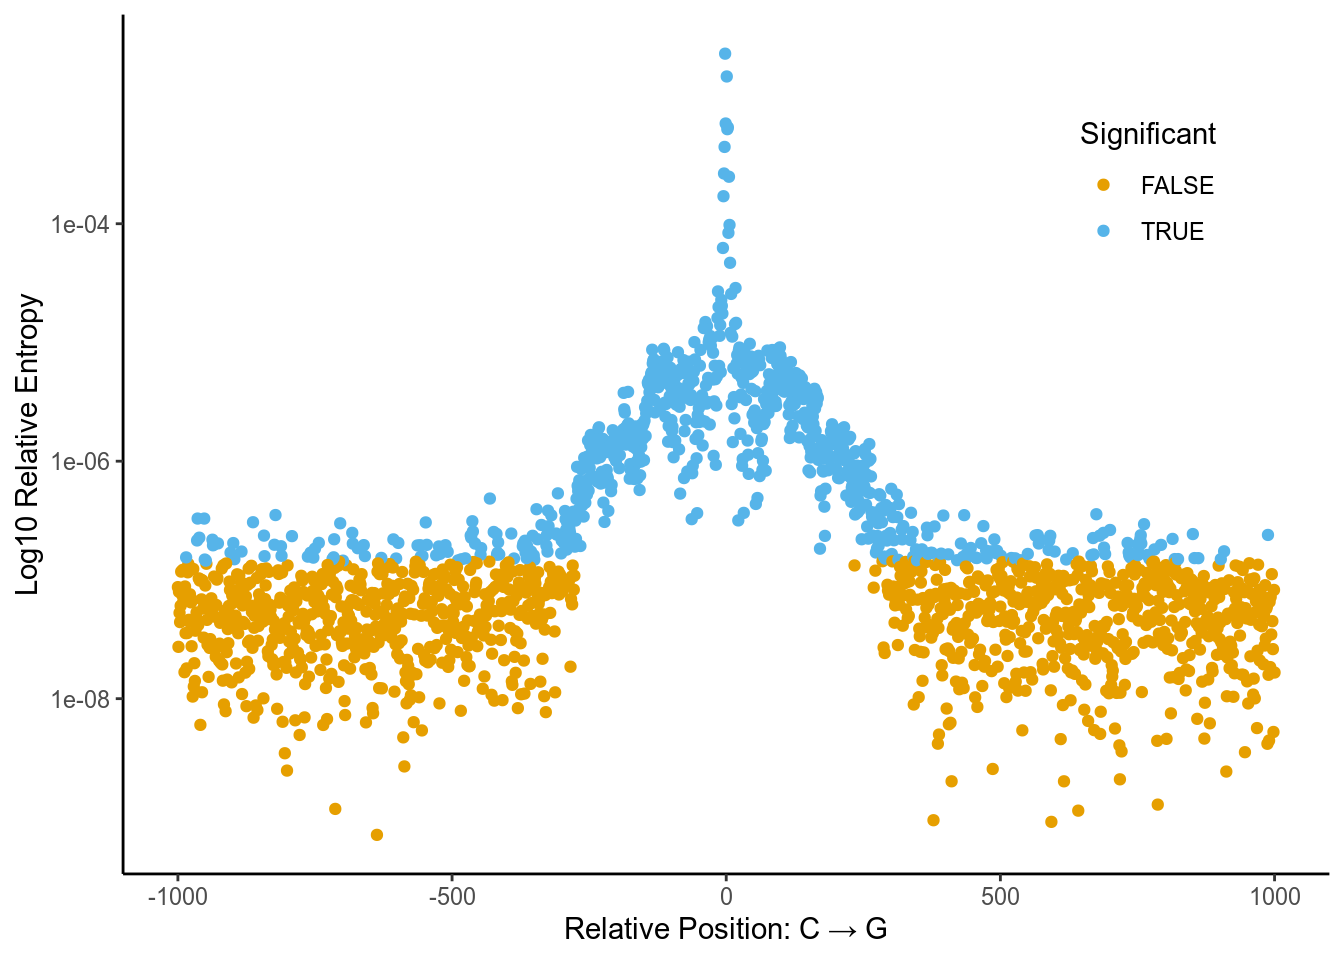 Significant
FALSE
TRUE
Log10 Relative Entropy
1e-04
1e-06
1e-08
-1000
-500
0
500
1000
Relative Position: C → G